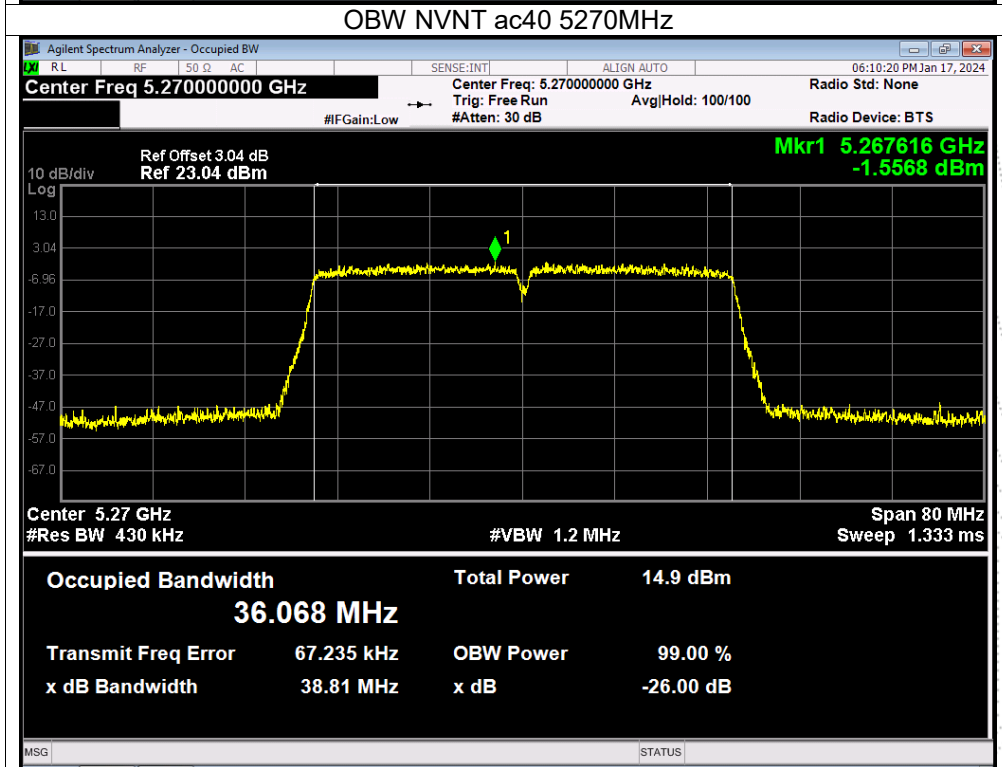 OBW NVNT ac40 5270MHz
Agilent Spectrum Analyzer - Occupied BW
LXI RL RF 50 Ω AC SENSE:INT ALIGN AUTO 06:10:20 PM Jan 17, 2024
Center Freq 5.270000000 GHz Center Freq: 5.270000000 GHz Radio Std: None
Trig: Free Run Avg|Hold: 100/100
#IFGain:Low #Atten: 30 dB Radio Device: BTS
Mkr1 5.267616 GHz
-1.5568 dBm
Ref Offset 3.04 dB
10 dB/div Ref 23.04 dBm
Log
13.0
3.04
1
-6.96
-17.0
-27.0
-37.0
-47.0
-57.0
-67.0
Center 5.27 GHz Span 80 MHz
#Res BW 430 kHz #VBW 1.2 MHz Sweep 1.333 ms
Occupied Bandwidth Total Power 14.9 dBm
36.068 MHz
Transmit Freq Error 67.235 kHz OBW Power 99.00 %
x dB Bandwidth 38.81 MHz x dB -26.00 dB
MSG STATUS